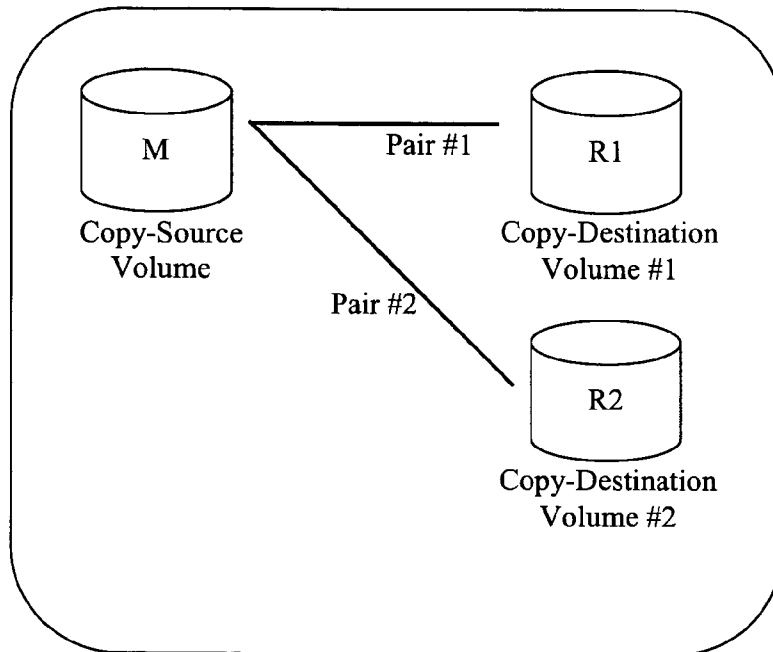 M
Pair #1
R1
Copy-Source
Volume
Copy-Destination
Volume #1
Pair #2
R2
Copy-Destination
Volume #2